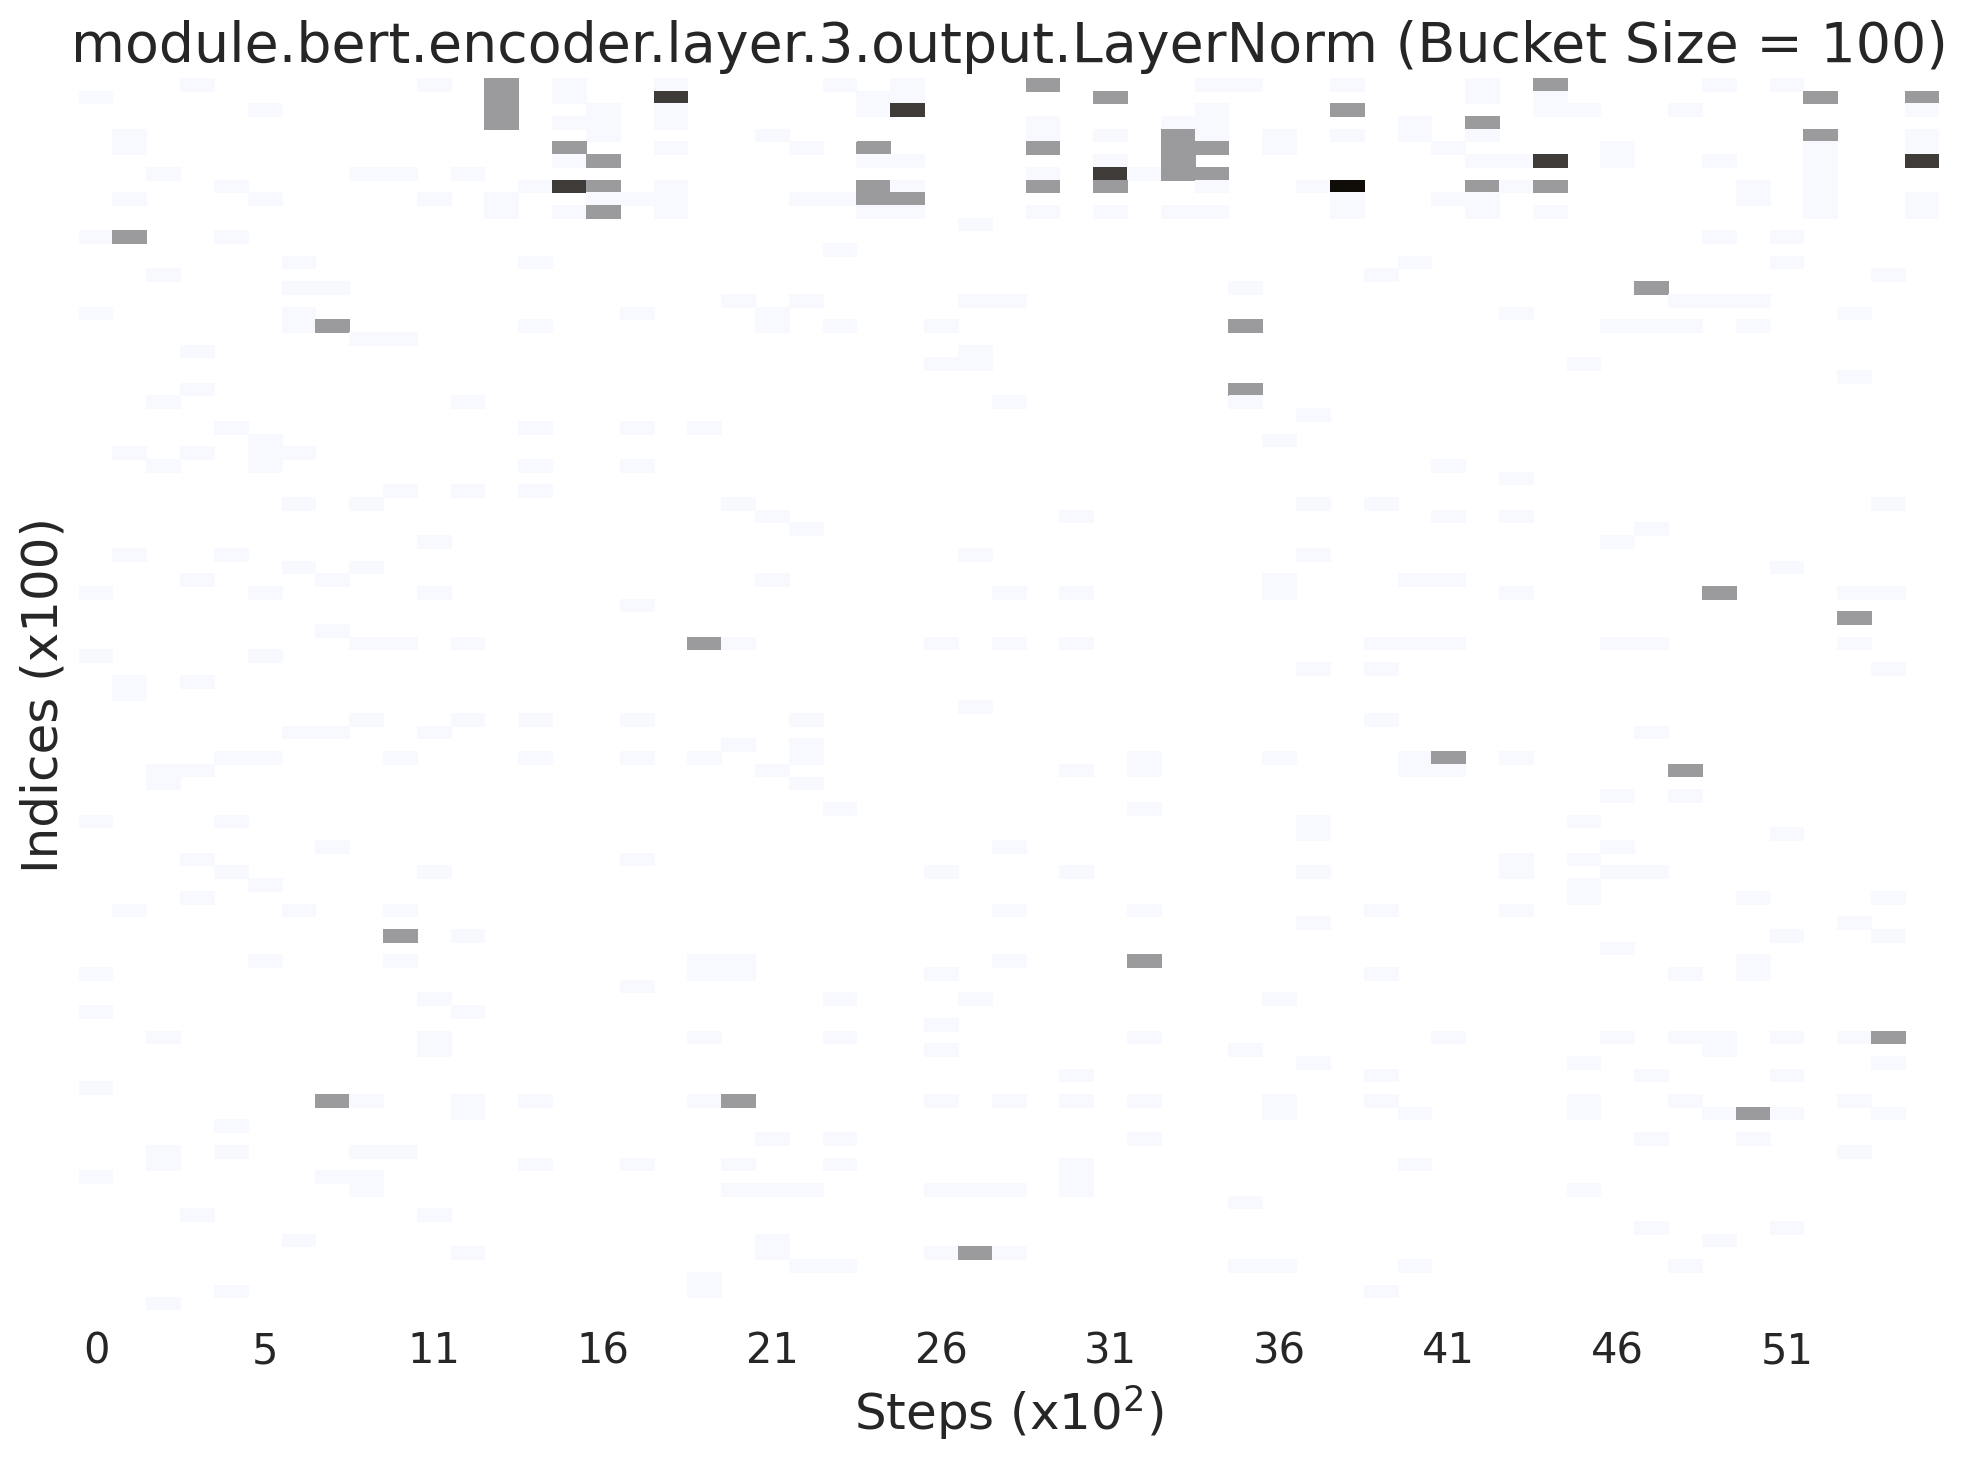 module.bert.encoder.layer.3.output.LayerNorm (Bucket Size = 100)
Indices (x100)
0 5 11 16 21 26 31 36 41 46 51
Steps (x10²)